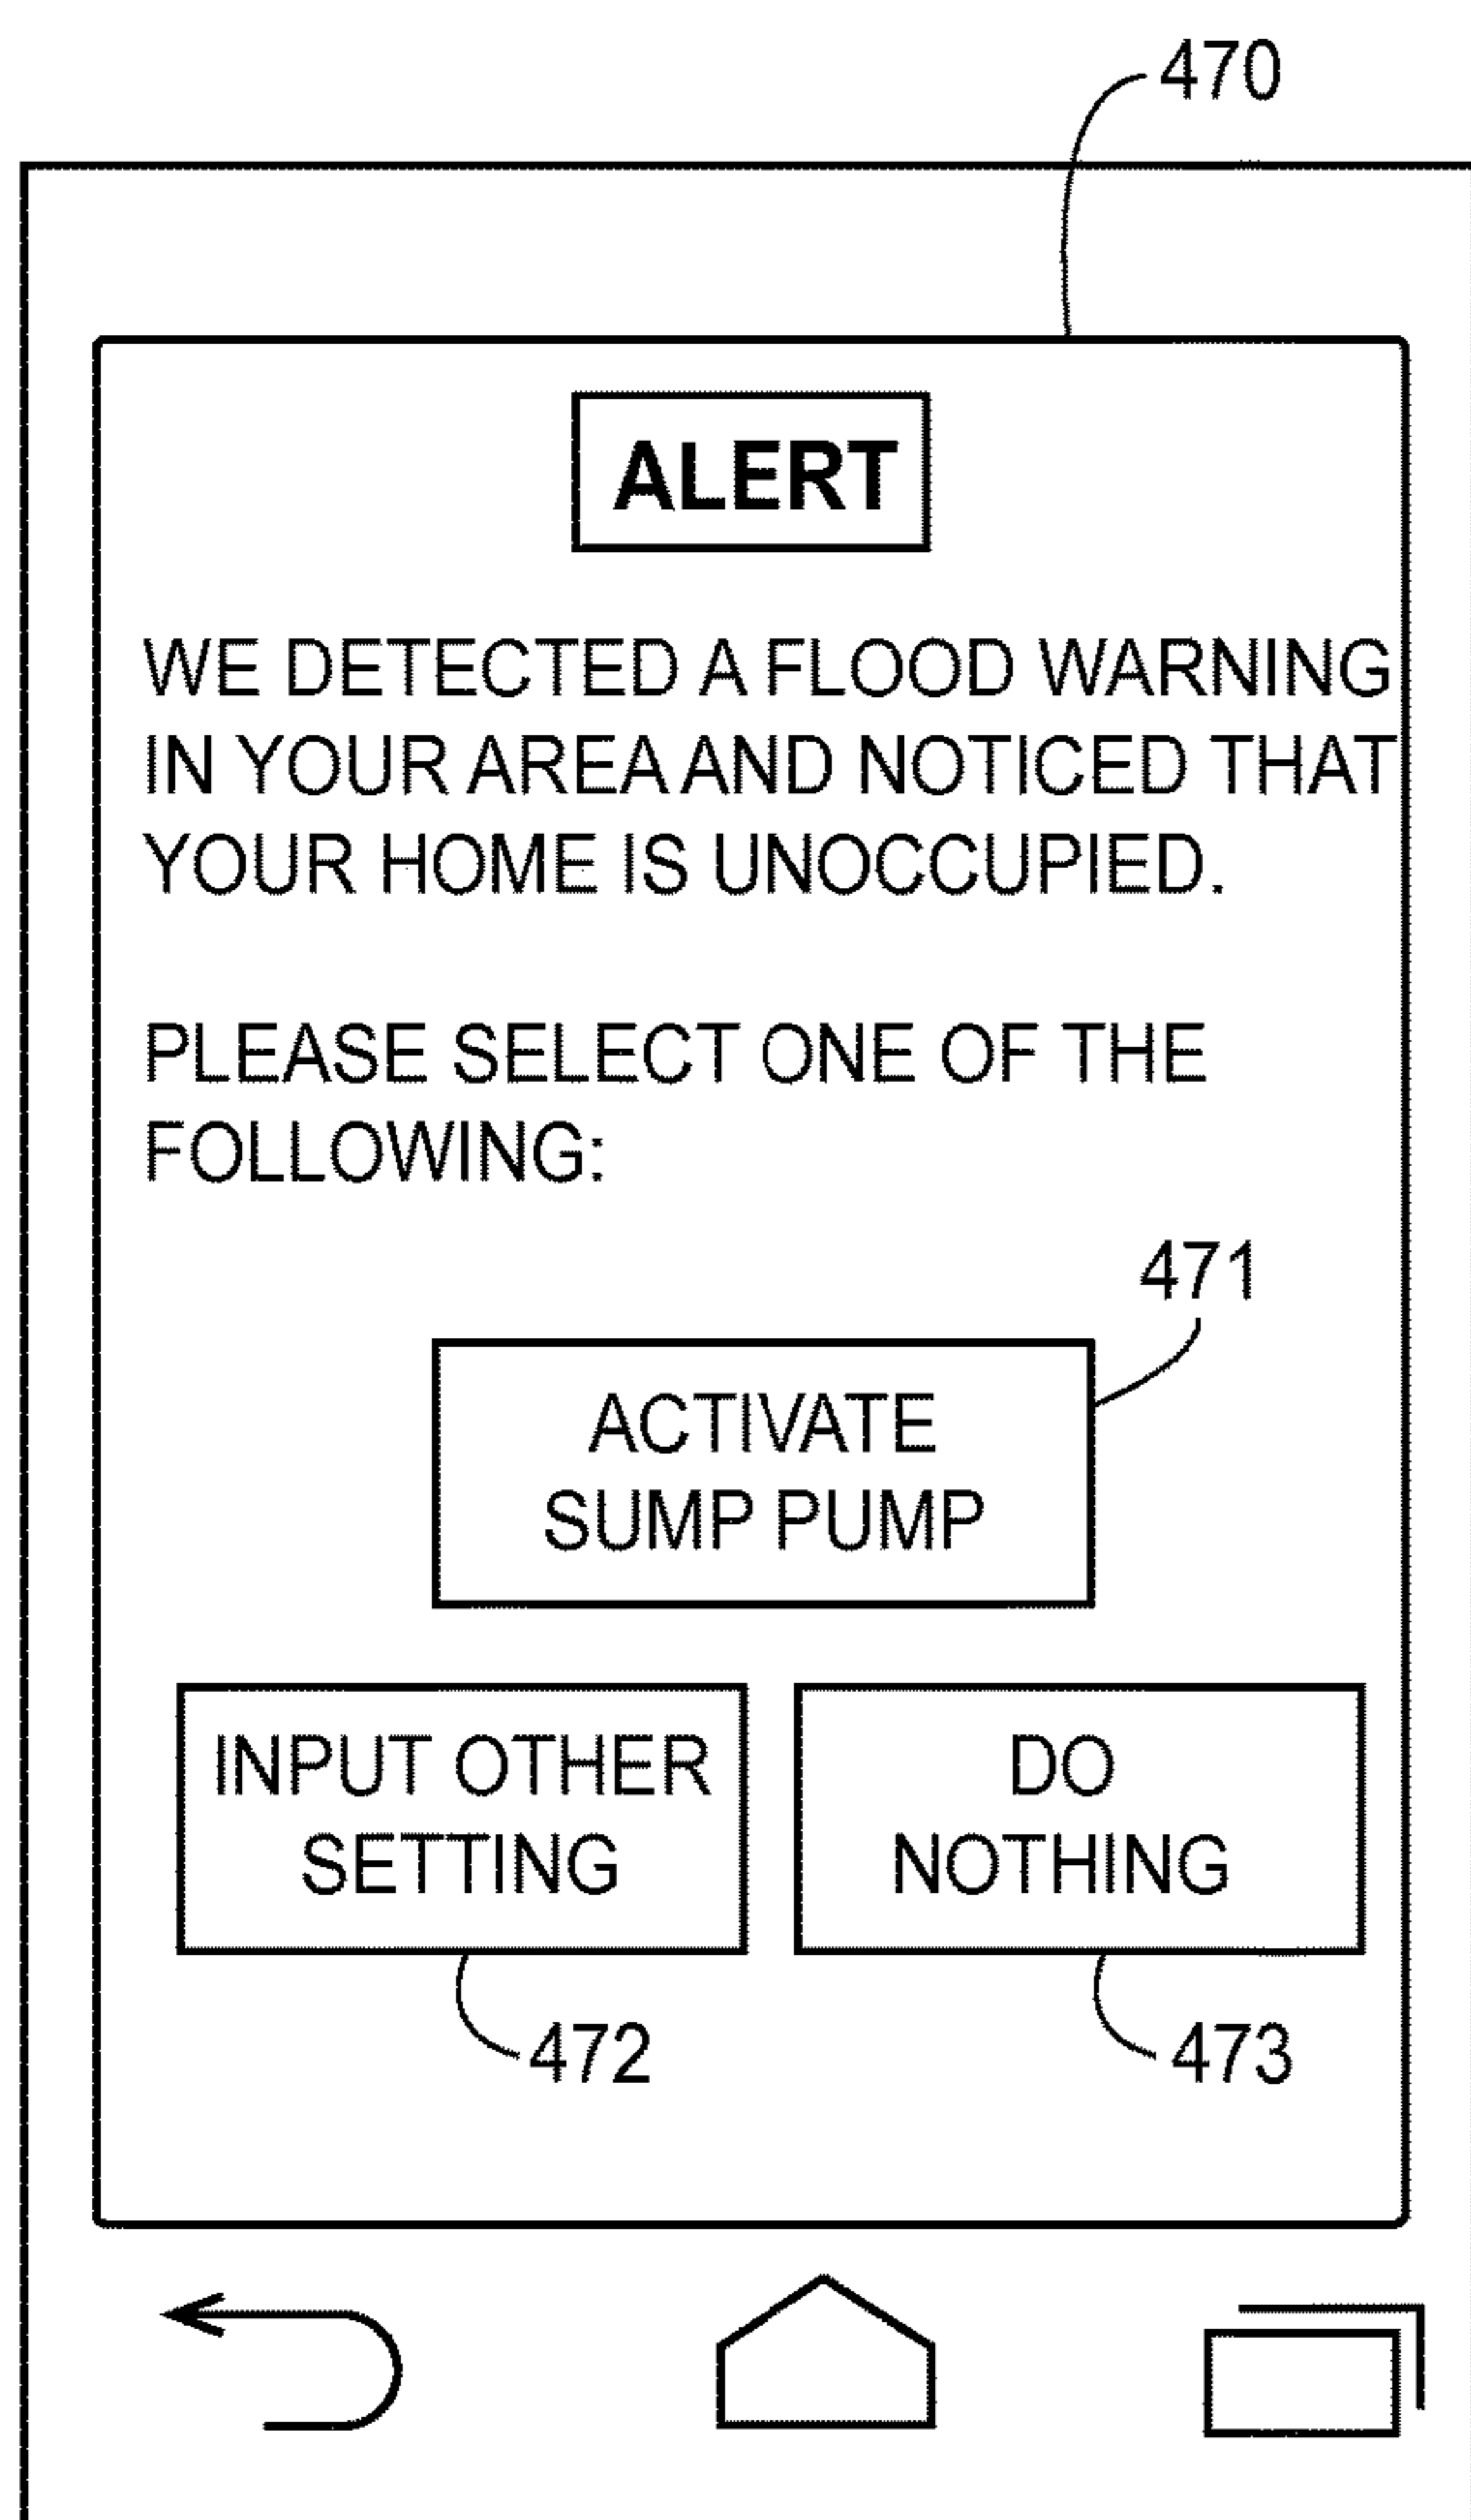 470
ALERT
WE DETECTED A FLOOD WARNING
IN YOUR AREA AND NOTICED THAT
YOUR HOME IS UNOCCUPIED.
PLEASE SELECT ONE OF THE
FOLLOWING:
471
ACTIVATE
SUMP PUMP
INPUT OTHER
SETTING
DO
NOTHING
472
473